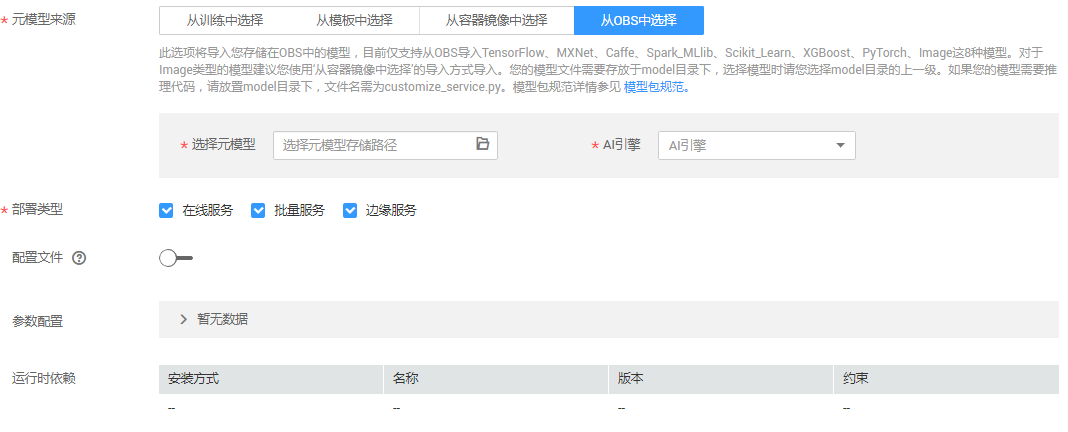 * 元模型来源 从训练中选择 从模板中选择 从容器镜像中选择 从OBS中选择
此选项将导入您存储在OBS中的模型，目前仅支持从OBS导入TensorFlow、MXNet、Caffe、Spark_MLlib、Scikit_Learn、XGBoost、PyTorch、Image这8种模型。对于
Image类型的模型建议您使用‘从容器镜像中选择’的导入方式导入。您的模型文件需要存放于model目录下，选择模型时请您选择model目录的上一级。如果您的模型需要推
理代码，请放置model目录下，文件名需为customize_service.py。模型包规范详情参见 模型包规范。
* 选择元模型 选择元模型存储路径 * AI引擎 AI引擎
* 部署类型 在线服务 批量服务 边缘服务
配置文件 ?
参数配置 暂无数据
运行时依赖 安装方式 名称 版本 约束
-- -- -- --